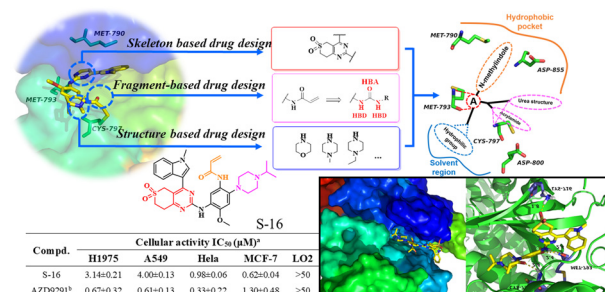 MET-790
Skeleton based drug design
MET-793
Fragment-based drug design
CYS-797
Structure based drug design
HBA
HBD
HBD
R
...
Hydrophobic pocket
MET-790
N-methylindole
ASP-855
MET-793
A
Urea structure
CYS-797
Hydrophilic group
Solvent region
ASP-800
S-16
Compd.
Cellular activity IC50 (μM)a
H1975 A549 Hela MCF-7 LO2
S-16 3.14±0.21 4.00±0.13 0.98±0.06 0.62±0.04 >50
AZD9291b 0.67±0.32 0.61±0.13 0.33±0.22 1.30±0.48 >50